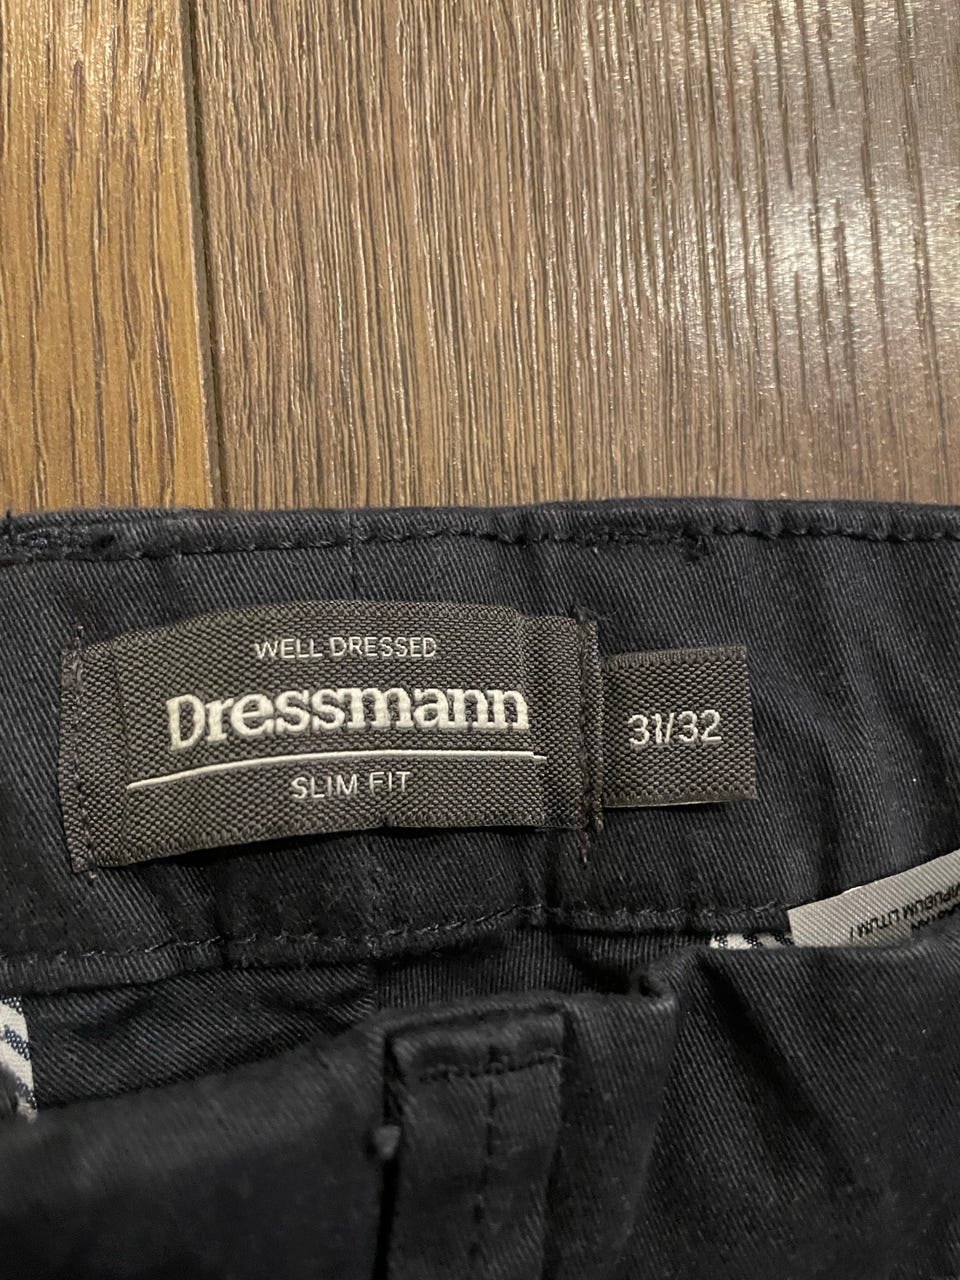 WELL DRESSED
Dressmann
SLIM FIT
31/32